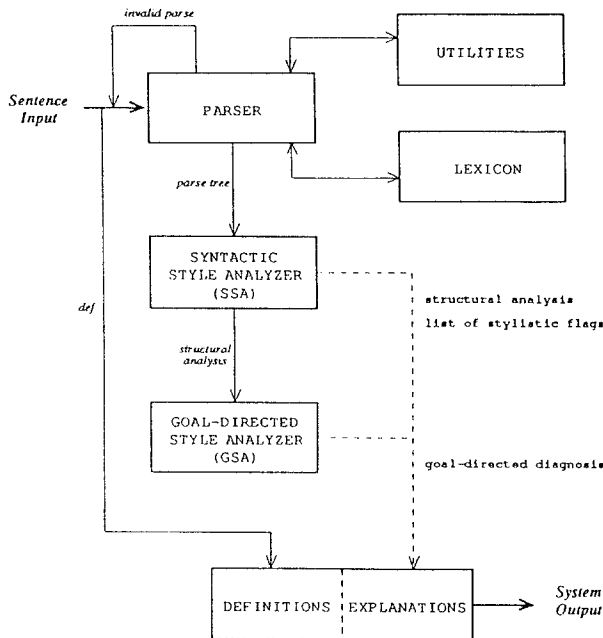 invalid parse
UTILITIES
Sentence
Input
PARSER
LEXICON
parse tree
SYNTACTIC
STYLE ANALYZER
(SSA)
structural analysis
list of stylistic flags
def
structural
analysis
GOAL-DIRECTED
STYLE ANALYZER
(GSA)
goal-directed diagnosis
DEFINITIONS
EXPLANATIONS
System
Output